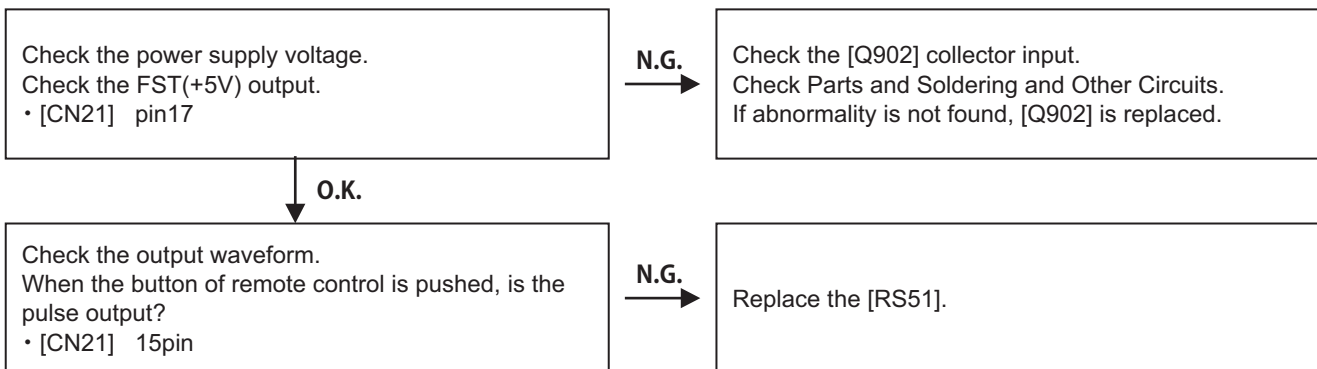 Check the power supply voltage.
Check the FST(+5V) output.
・[CN21] pin17
N.G.
Check the [Q902] collector input.
Check Parts and Soldering and Other Circuits.
If abnormality is not found, [Q902] is replaced.
O.K.
Check the output waveform.
When the button of remote control is pushed, is the
pulse output?
・[CN21] 15pin
N.G.
Replace the [RS51].